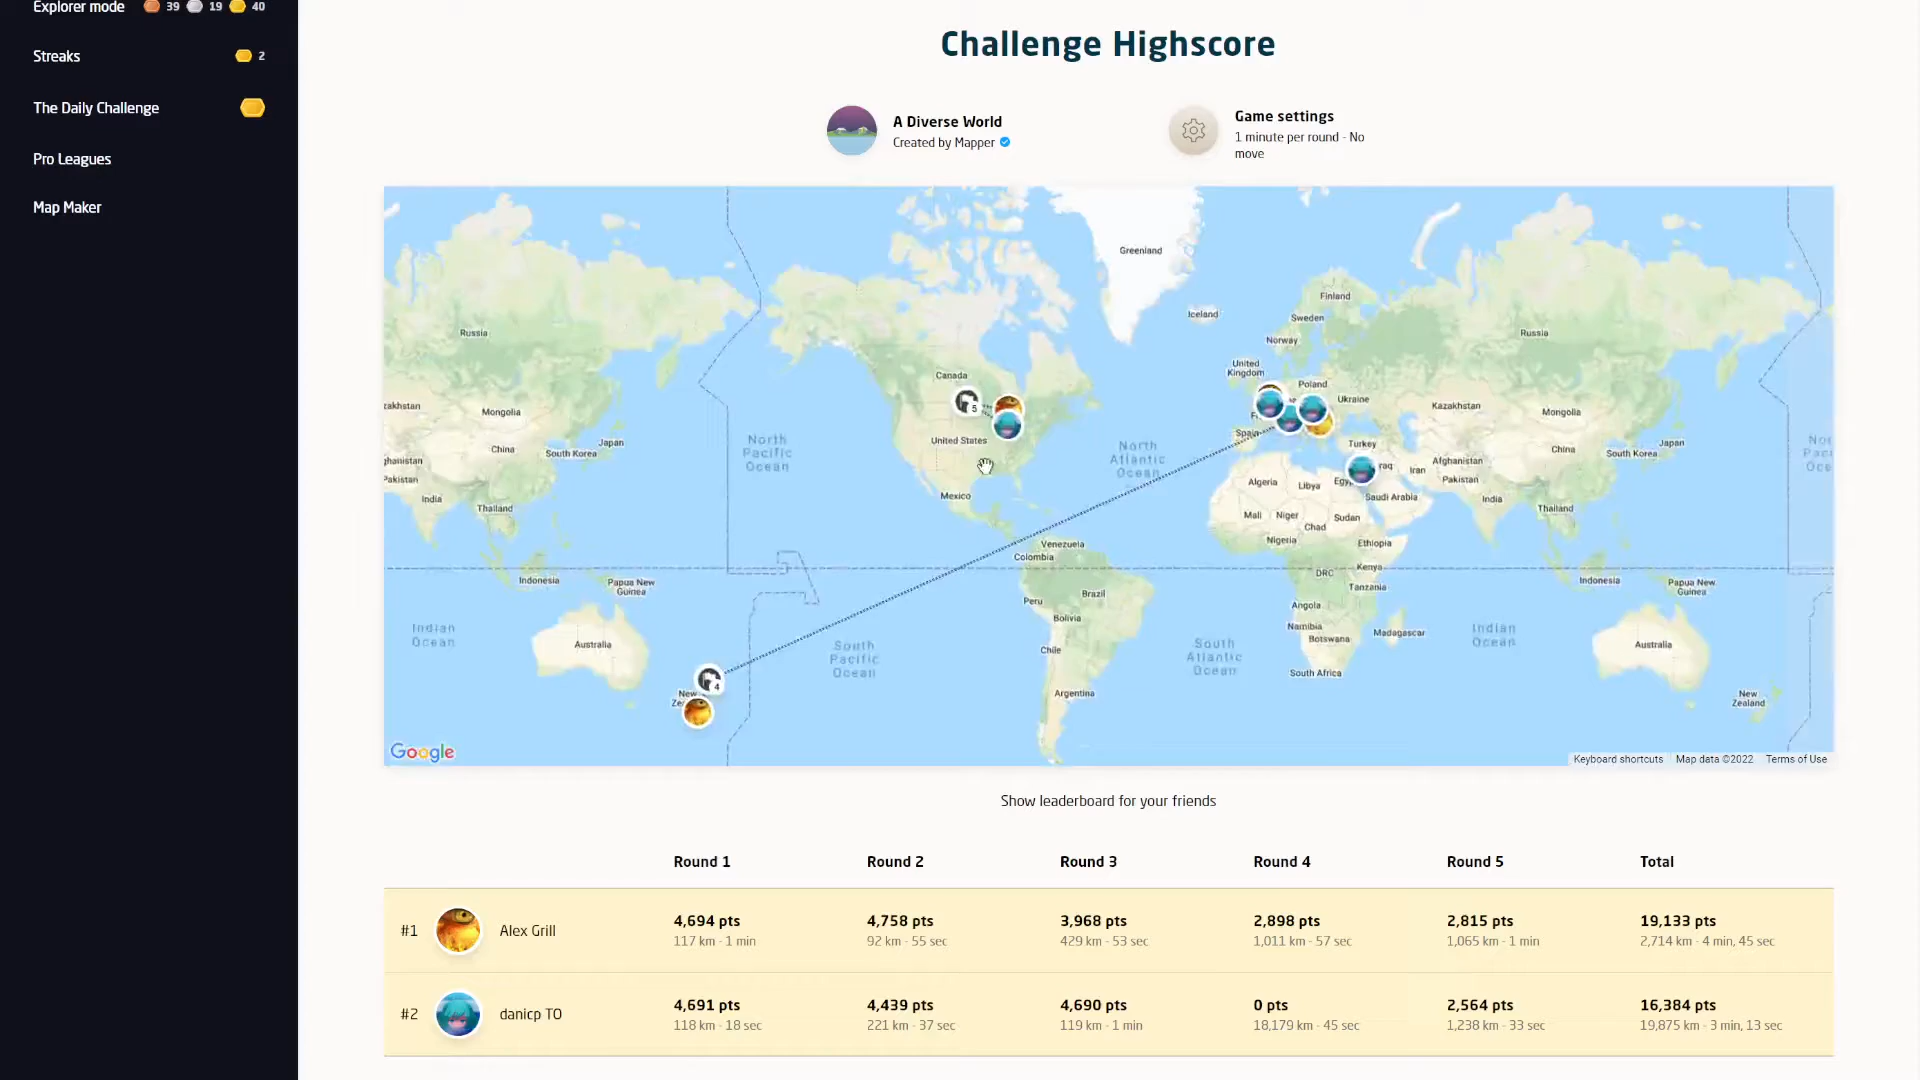 Explorer mode 39 19 40
Streaks 2
The Daily Challenge
Pro Leagues
Map Maker
Challenge Highscore
A Diverse World
Created by Mapper
Game settings
1 minute per round - No
move
Greenland
Iceland
Finland
Sweden
Norway
Russia
Russia
United
Kingdom
Poland
Canada
Ukraine
zakhstan
Mongolia
Kazakhstan
Mongolia
5
United States
Spain
Turkey
Japan
China
South Korea
North
Pacific
Ocean
North
Atlantic
Ocean
Japan
China
South Korea
ghanistan
Pakistan
India
Thailand
Mexico
Algeria
Libya
Egy
raq
Iran
Afghanistan
Pakistan
Saudi Arabia
India
Thailand
Mali
Niger
Chad
Sudan
Nigeria
Ethiopia
Venezuela
Colombia
Indonesia
Papua New
Guinea
DRC
Kenya
Tanzania
Indonesia
Papua New
Guinea
Peru
Brazil
Bolivia
Angola
Namibia
Botswana
Madagascar
Indian
Ocean
Australia
South
Pacific
Ocean
Chile
South
Atlantic
Ocean
South Africa
Indian
Ocean
Australia
4
New
Ze
Argentina
New
Zealand
Google
Keyboard shortcuts Map data ©2022 Terms of Use
Show leaderboard for your friends
Round 1 Round 2 Round 3 Round 4 Round 5 Total
#1 Alex Grill 4,694 pts 4,758 pts 3,968 pts 2,898 pts 2,815 pts 19,133 pts
117 km - 1 min 92 km - 55 sec 429 km - 53 sec 1,011 km - 57 sec 1,065 km - 1 min 2,714 km - 4 min, 45 sec
#2 danicp TO 4,691 pts 4,439 pts 4,690 pts 0 pts 2,564 pts 16,384 pts
118 km - 18 sec 221 km - 37 sec 119 km - 1 min 18,179 km - 45 sec 1,238 km - 33 sec 19,875 km - 3 min, 13 sec